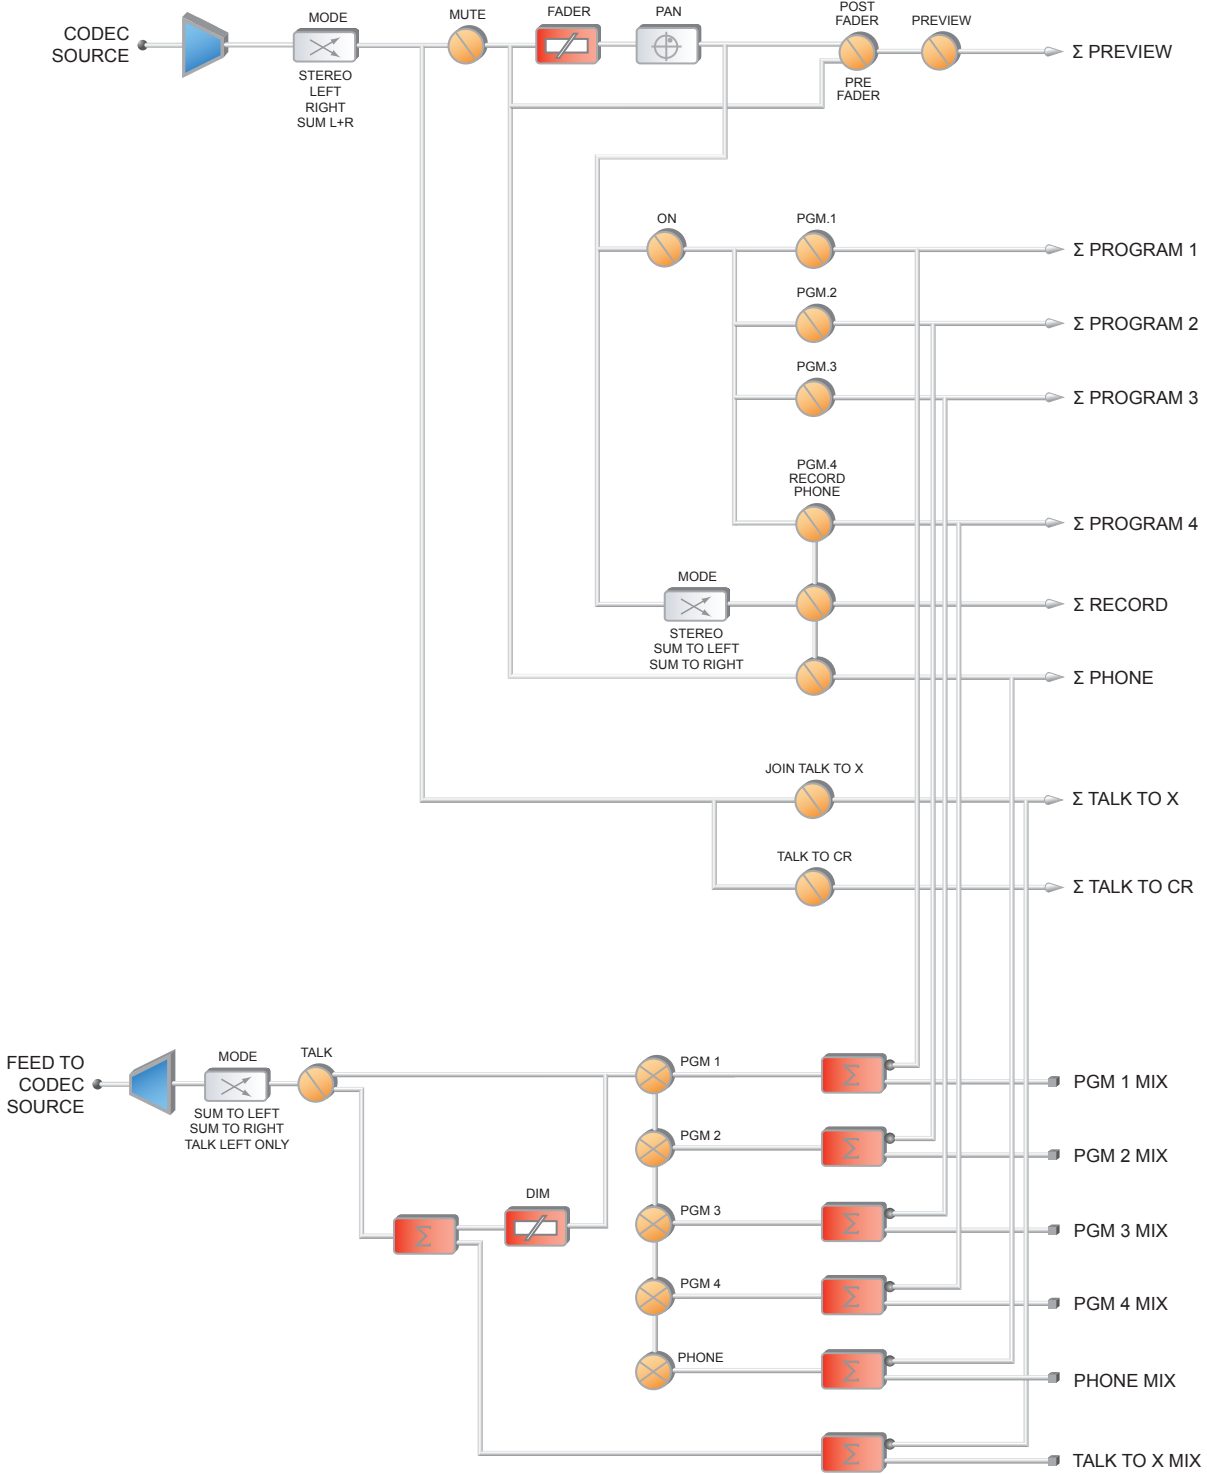 CODEC
SOURCE
MODE
STEREO
LEFT
RIGHT
SUM L+R
MUTE
FADER
PAN
POST
FADER
PRE
FADER
PREVIEW
Σ PREVIEW
ON
PGM.1
Σ PROGRAM 1
PGM.2
Σ PROGRAM 2
PGM.3
Σ PROGRAM 3
PGM.4
RECORD
PHONE
Σ PROGRAM 4
MODE
STEREO
SUM TO LEFT
SUM TO RIGHT
Σ RECORD
Σ PHONE
JOIN TALK TO X
Σ TALK TO X
TALK TO CR
Σ TALK TO CR
FEED TO
CODEC
SOURCE
MODE
SUM TO LEFT
SUM TO RIGHT
TALK LEFT ONLY
TALK
Σ
DIM
PGM 1
Σ
PGM 1 MIX
PGM 2
Σ
PGM 2 MIX
PGM 3
Σ
PGM 3 MIX
PGM 4
Σ
PGM 4 MIX
PHONE
Σ
PHONE MIX
Σ
TALK TO X MIX